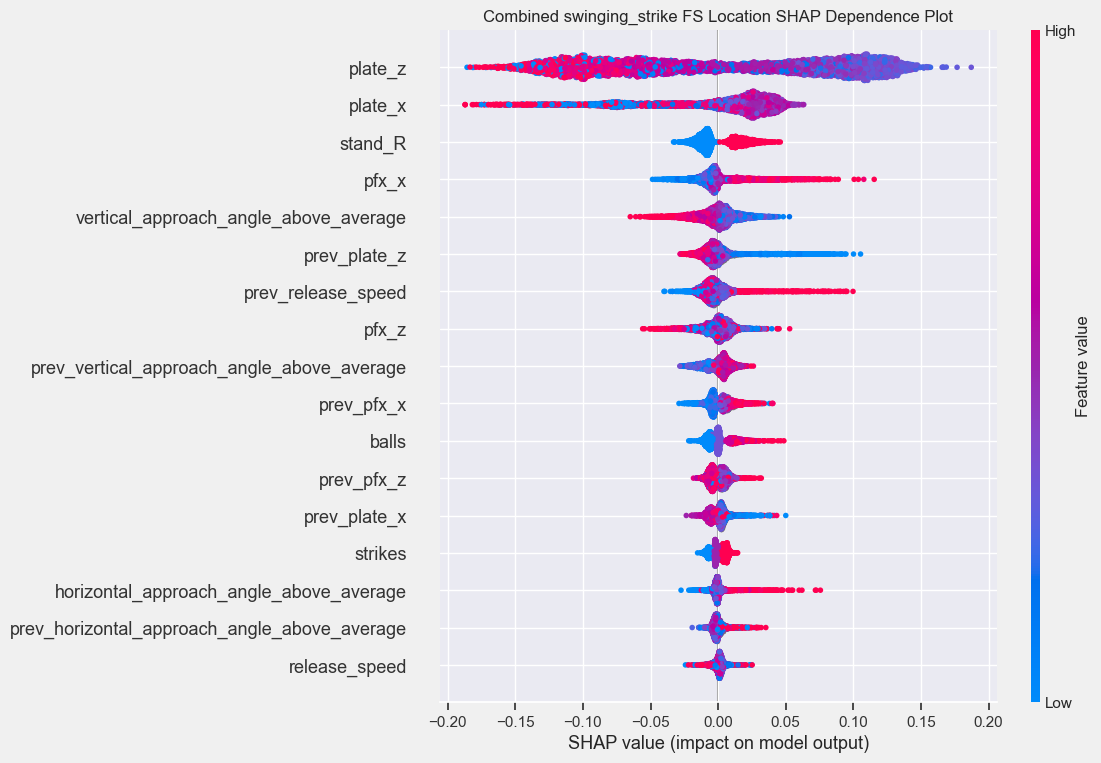 Combined swinging_strike FS Location SHAP Dependence Plot
High
plate_z
plate_x
stand_R
pfx_x
vertical_approach_angle_above_average
prev_plate_z
prev_release_speed
pfx_z
prev_vertical_approach_angle_above_average
prev_pfx_x
balls
prev_pfx_z
prev_plate_x
strikes
horizontal_approach_angle_above_average
prev_horizontal_approach_angle_above_average
release_speed
Feature value
Low
−0.20 −0.15 −0.10 −0.05 0.00 0.05 0.10 0.15 0.20
SHAP value (impact on model output)